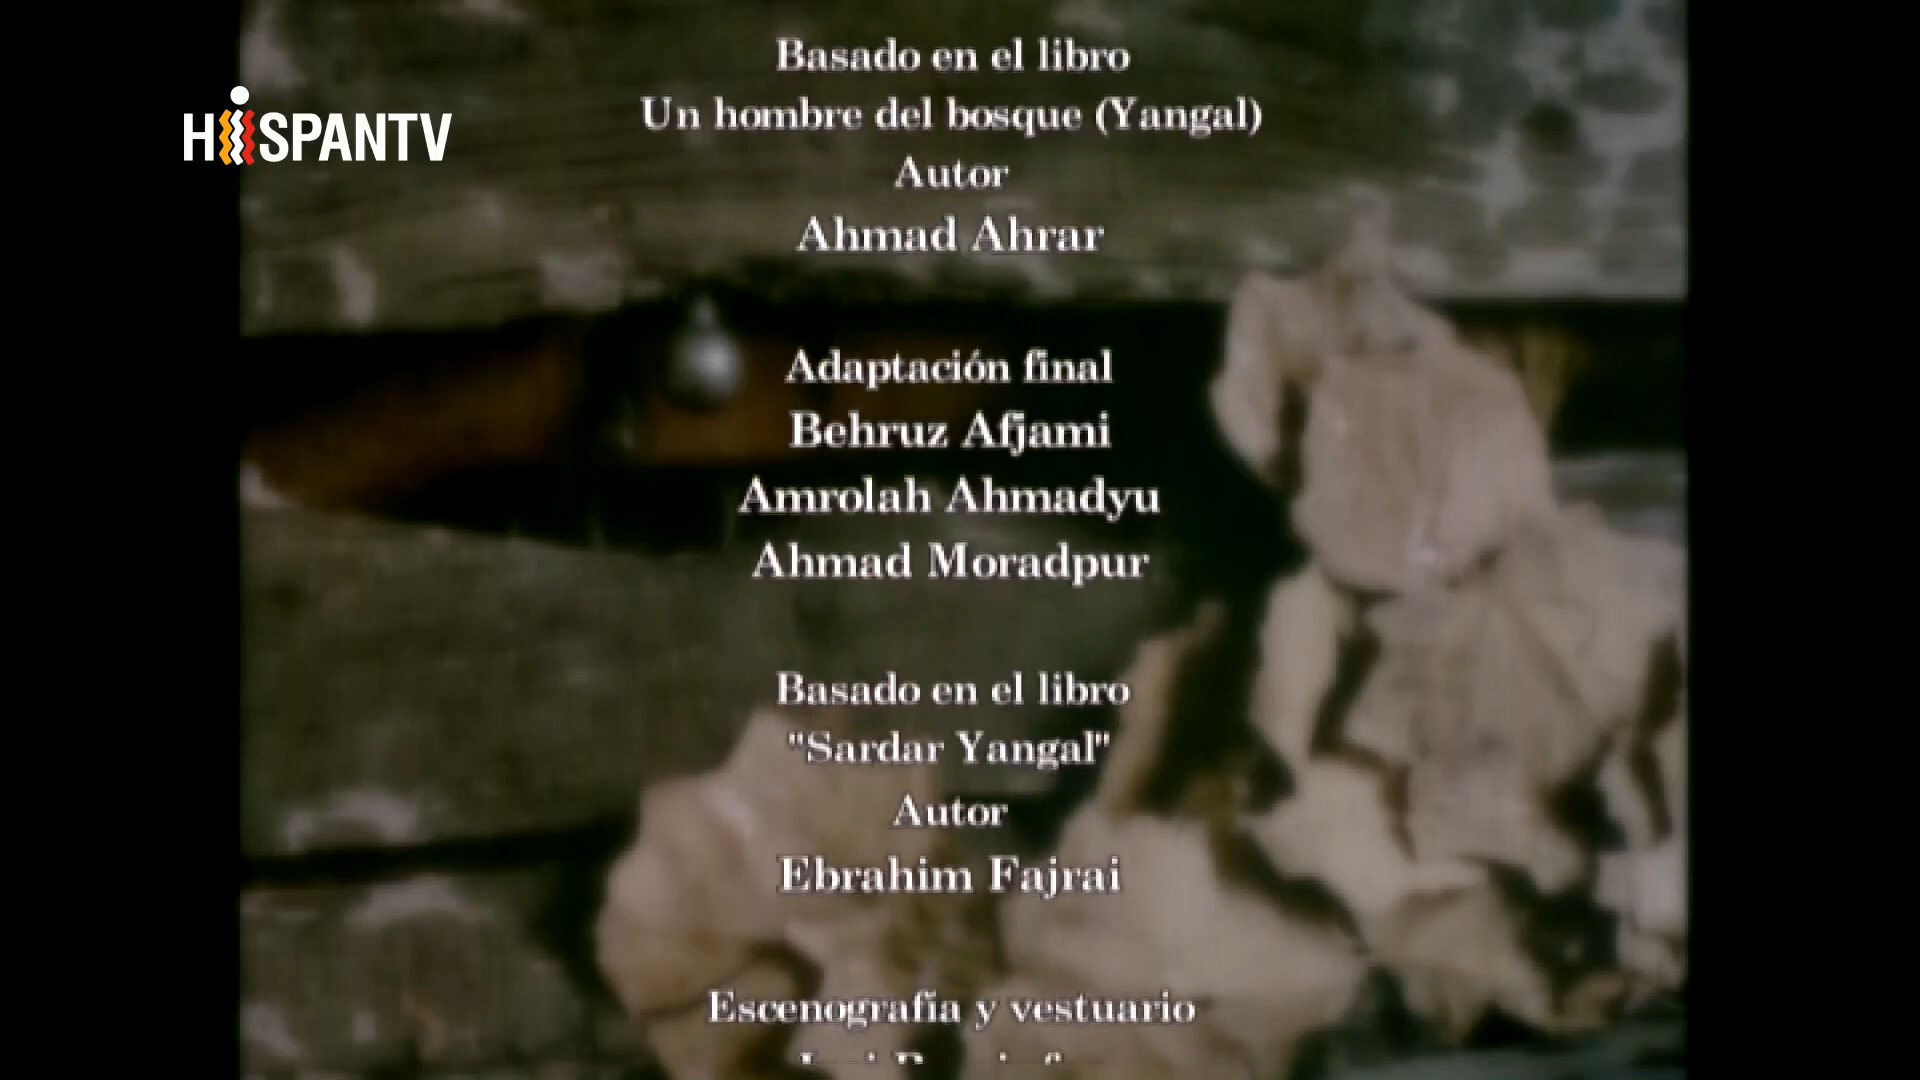 HISPANTV
Basado en el libro
Un hombre del bosque (Yangal)
Autor
Ahmad Ahrar
Adaptación final
Behruz Afjami
Amrolah Ahmadyu
Ahmad Moradpur
Basado en el libro
"Sardar Yangal"
Autor
Ebrahim Fajrai
Escenografía y vestuario